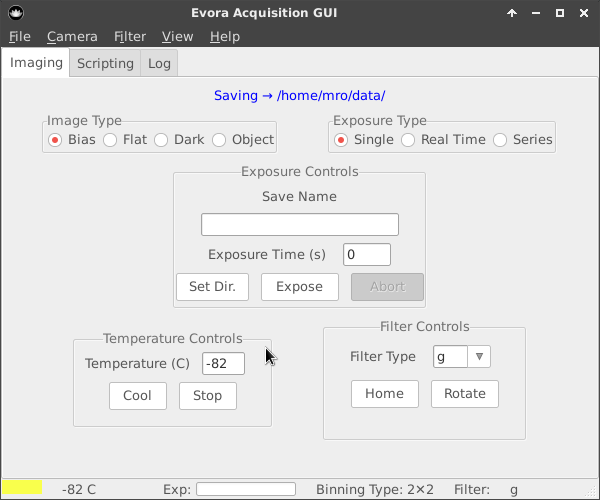 Evora Acquisition GUI
File Camera Filter View Help
Imaging Scripting Log
Saving → /home/mro/data/
Image Type Exposure Type
Bias Flat Dark Object Single Real Time Series
Exposure Controls
Save Name
Exposure Time (s) 0
Set Dir. Expose Abort
Temperature Controls
Temperature (C) -82
Cool Stop
Filter Controls
Filter Type g
Home Rotate
-82 C Exp: Binning Type: 2×2 Filter: g